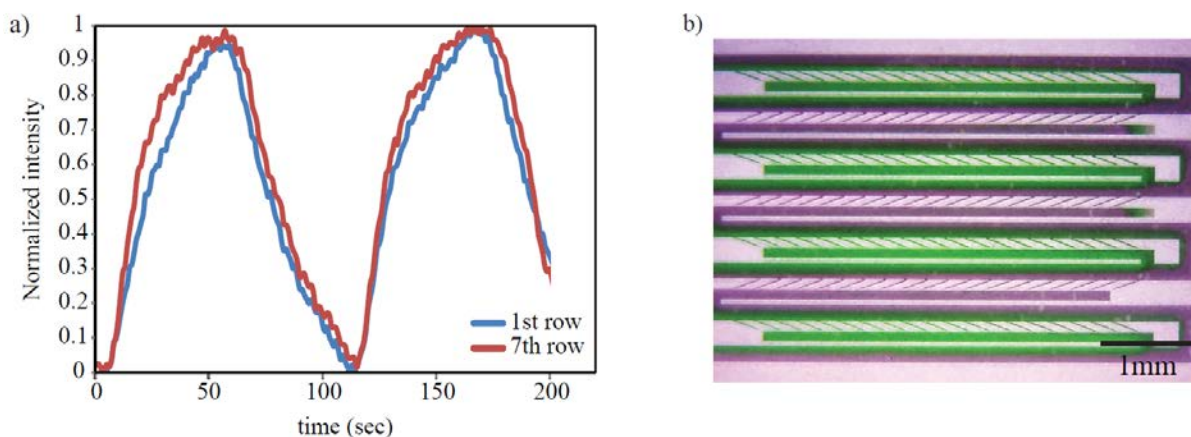 a)
Normalized intensity
1
0.9
0.8
0.7
0.6
0.5
0.4
0.3
0.2
0.1
0
0 50 100 150 200
time (sec)
1st row
7th row
b)
1mm